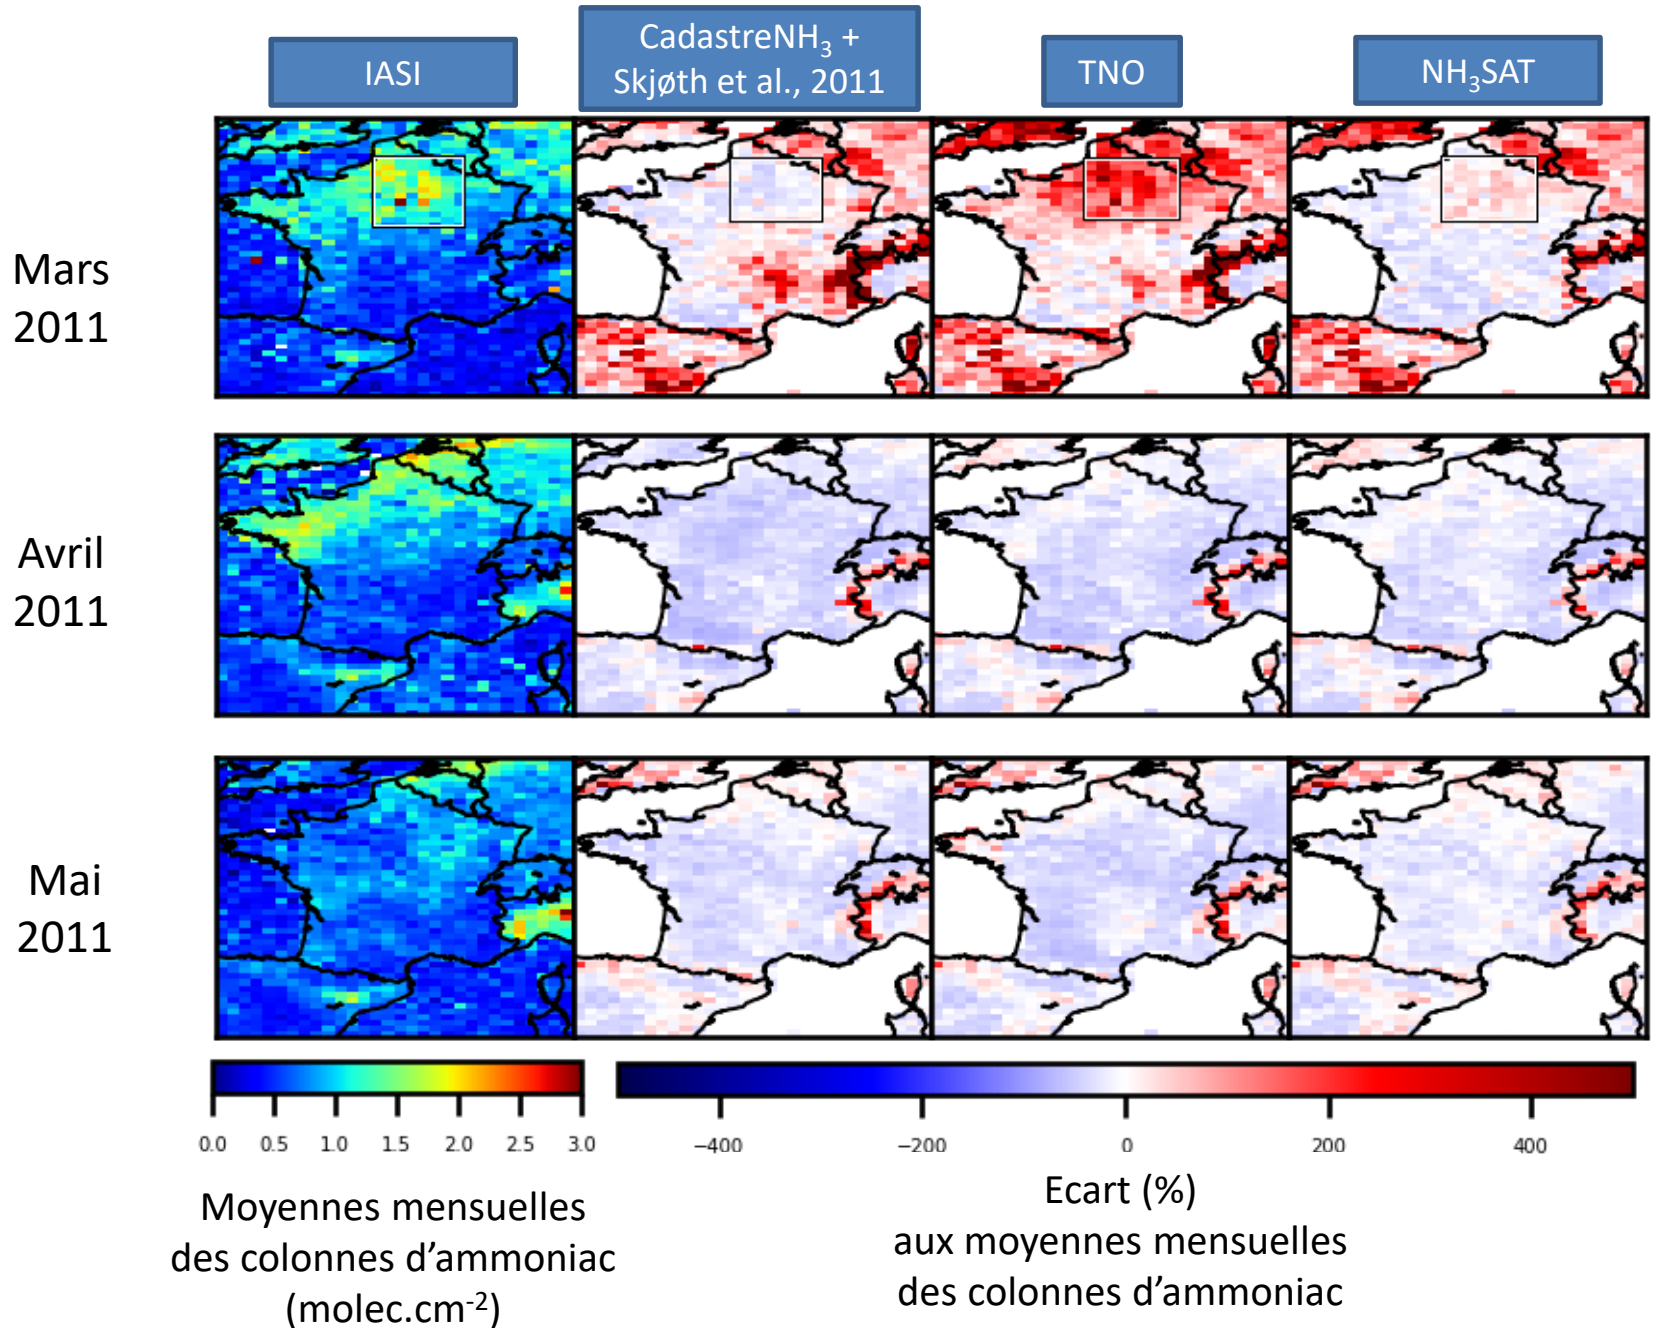 IASI
CadastreNH₃ +
Skjøth et al., 2011
TNO
NH₃SAT
Mars
2011
Avril
2011
Mai
2011
0.0 0.5 1.0 1.5 2.0 2.5 3.0
−400 −200 0 200 400
Moyennes mensuelles
des colonnes d’ammoniac
(molec.cm⁻²)
Ecart (%)
aux moyennes mensuelles
des colonnes d’ammoniac